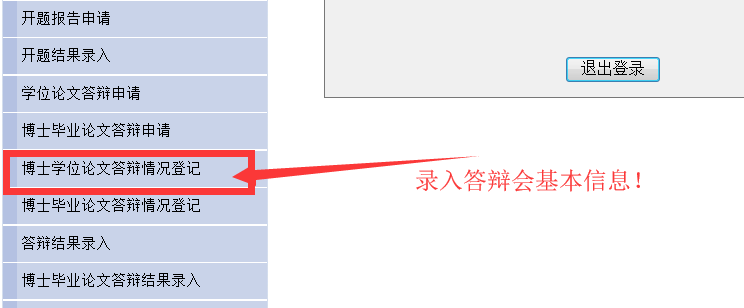 开题报告申请
开题结果录入
学位论文答辩申请
博士毕业论文答辩申请
博士学位论文答辩情况登记
博士毕业论文答辩情况登记
答辩结果录入
博士毕业论文答辩结果录入
退出登录
录入答辩会基本信息！